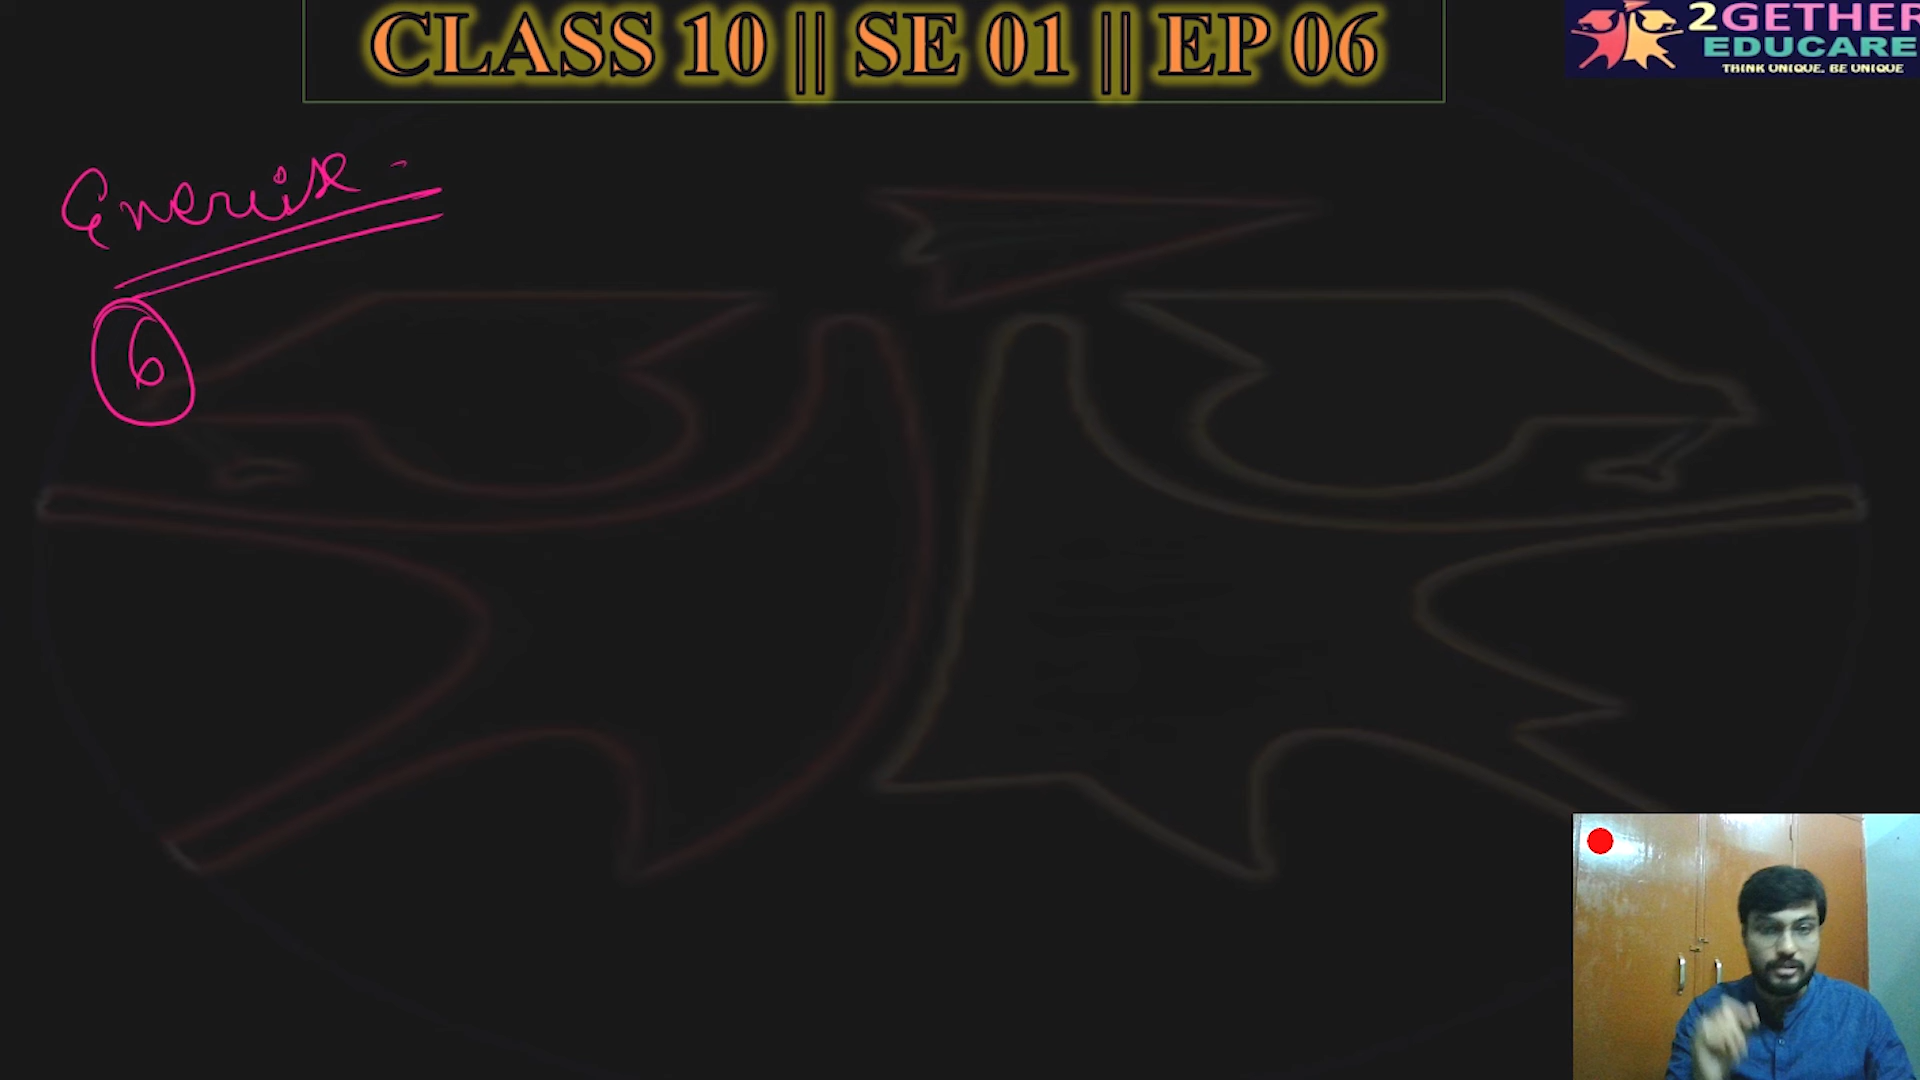 CLASS 10 || SE 01 || EP 06
2GETHER
EDUCARE
THINK UNIQUE. BE UNIQUE
Exercise -
6